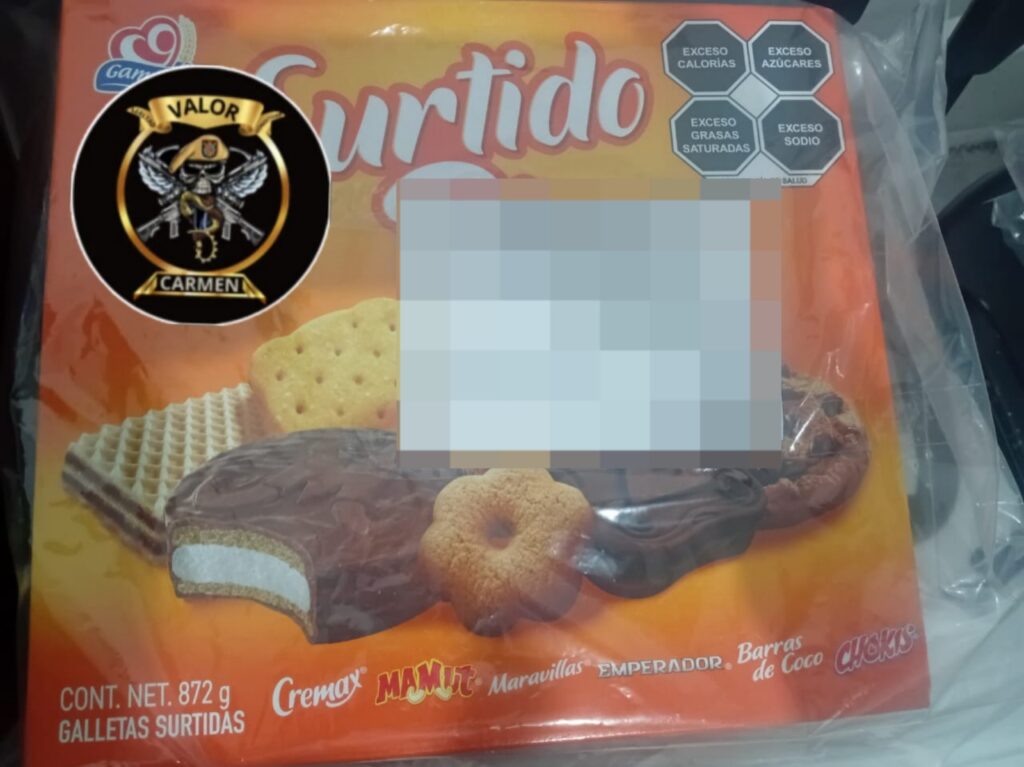 Surtido
VALOR
CARMEN
EXCESO
CALORÍAS
EXCESO
AZÚCARES
EXCESO
GRASAS
SATURADAS
EXCESO
SODIO
SALUD
CONT. NET. 872 g
GALLETAS SURTIDAS
Cremax®
MAMUT®
Maravillas®
EMPERADOR®
Barras
de Coco
CHOKIS®